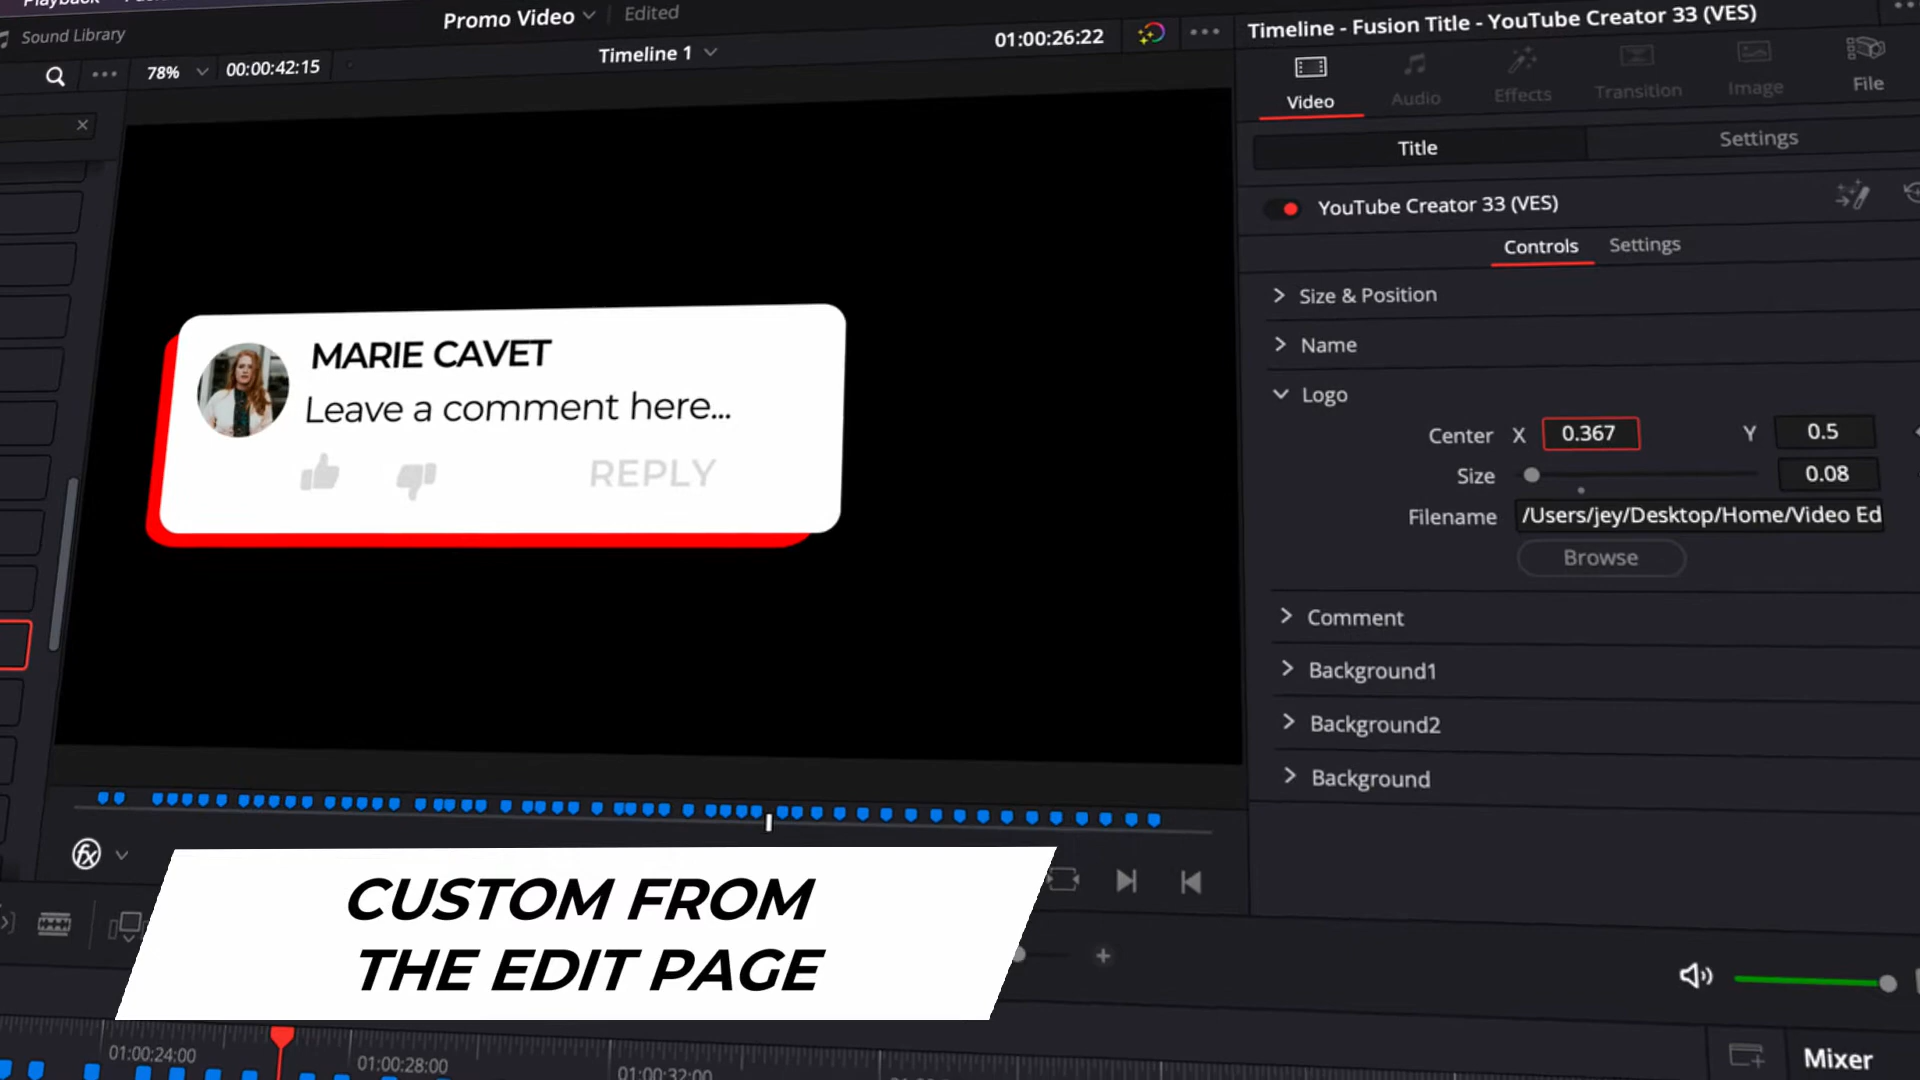 Sound Library
Promo Video
Edited
78%
00:00:42:15
Timeline 1
01:00:26:22
Timeline - Fusion Title - YouTube Creator 33 (VES)
Video
Audio
Effects
Transition
Image
File
Title
Settings
YouTube Creator 33 (VES)
Controls
Settings
Size & Position
Name
Logo
Center X 0.367 Y 0.5
Size 0.08
Filename /Users/jey/Desktop/Home/Video Ed
Browse
Comment
Background1
Background2
Background
MARIE CAVET
Leave a comment here...
REPLY
fx
CUSTOM FROM
THE EDIT PAGE
01:00:24:00
01:00:28:00
01:00:32:00
Mixer